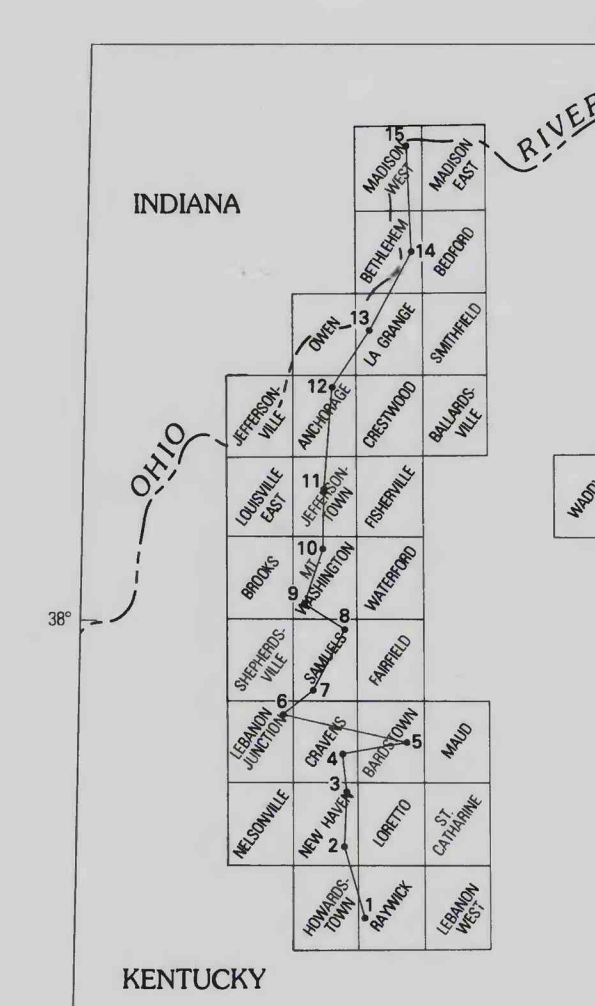 RIVER
15
MADISON
WEST
MADISON
EAST
INDIANA
BETHLEHEM
14
BEDFORD
OWEN
13
LA GRANGE
SMITHFIELD
12
JEFFERSON-
VILLE
ANCHORAGE
CRESTWOOD
BALLARDS-
VILLE
OHIO
11
LOUISVILLE
EAST
JEFFERSON-
TOWN
FISHERVILLE
WADDY
10
BROOKS
MT.
WASHINGTON
WATERFORD
9
38°
8
SHEPHERDS-
VILLE
SAMUELS
FAIRFIELD
7
6
LEBANON
JUNCTION
CRAVENS
4
BARDSTOWN
5
MAUD
3
NELSONVILLE
NEW HAVEN
LORETTO
ST.
CATHARINE
2
HOWARDS-
TOWN
1
RAYWICK
LEBANON
WEST
KENTUCKY